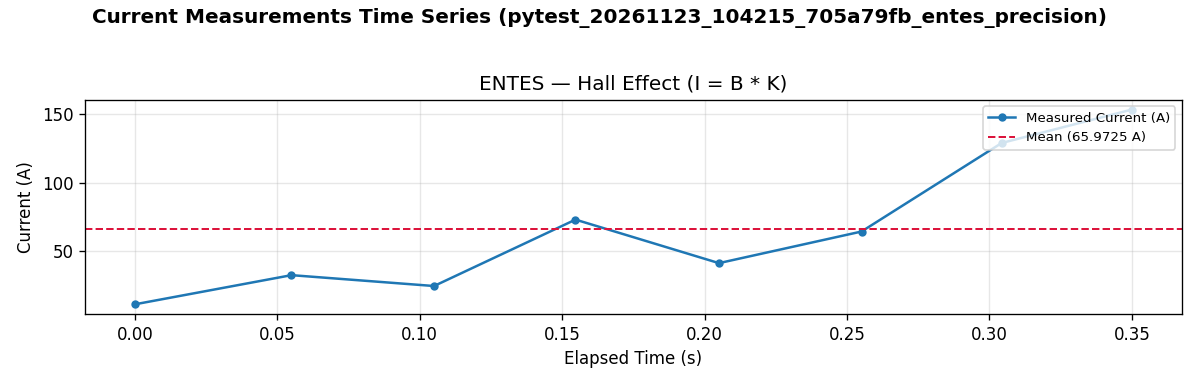 Current Measurements Time Series (pytest_20261123_104215_705a79fb_entes_precision)
ENTES — Hall Effect (I = B * K)
Current (A)
150
100
50
Measured Current (A)
Mean (65.9725 A)
0.00 0.05 0.10 0.15 0.20 0.25 0.30 0.35
Elapsed Time (s)